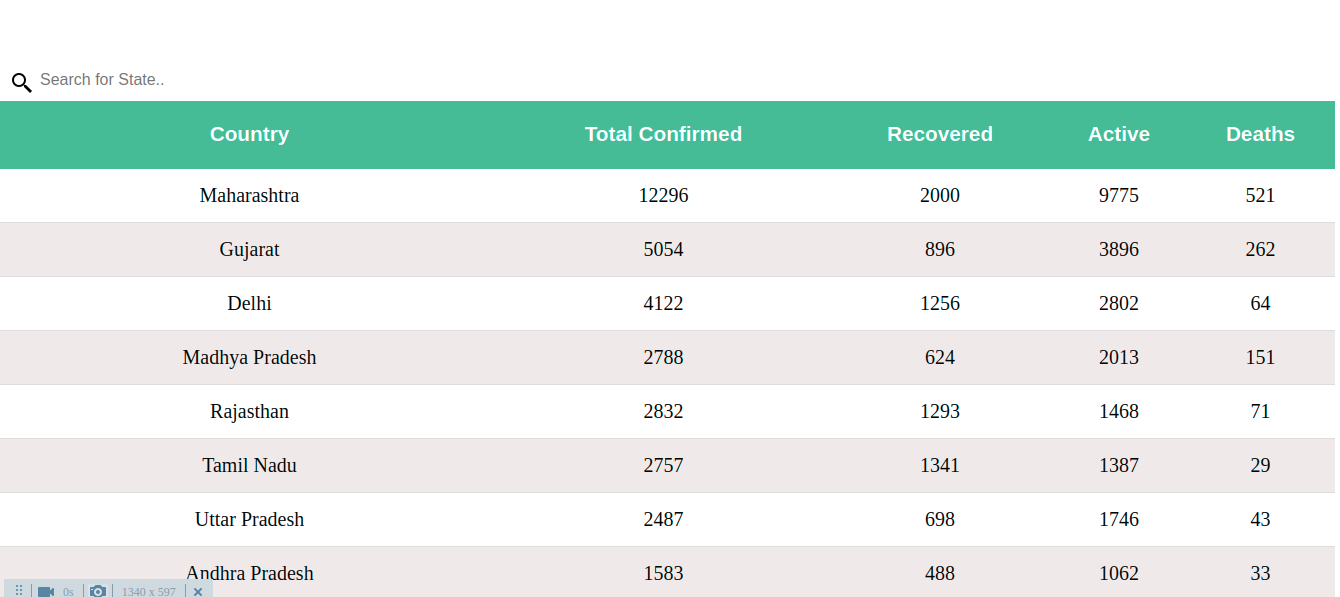 Search for State..
Country Total Confirmed Recovered Active Deaths
Maharashtra 12296 2000 9775 521
Gujarat 5054 896 3896 262
Delhi 4122 1256 2802 64
Madhya Pradesh 2788 624 2013 151
Rajasthan 2832 1293 1468 71
Tamil Nadu 2757 1341 1387 29
Uttar Pradesh 2487 698 1746 43
Andhra Pradesh 1583 488 1062 33
0s 1340 x 597